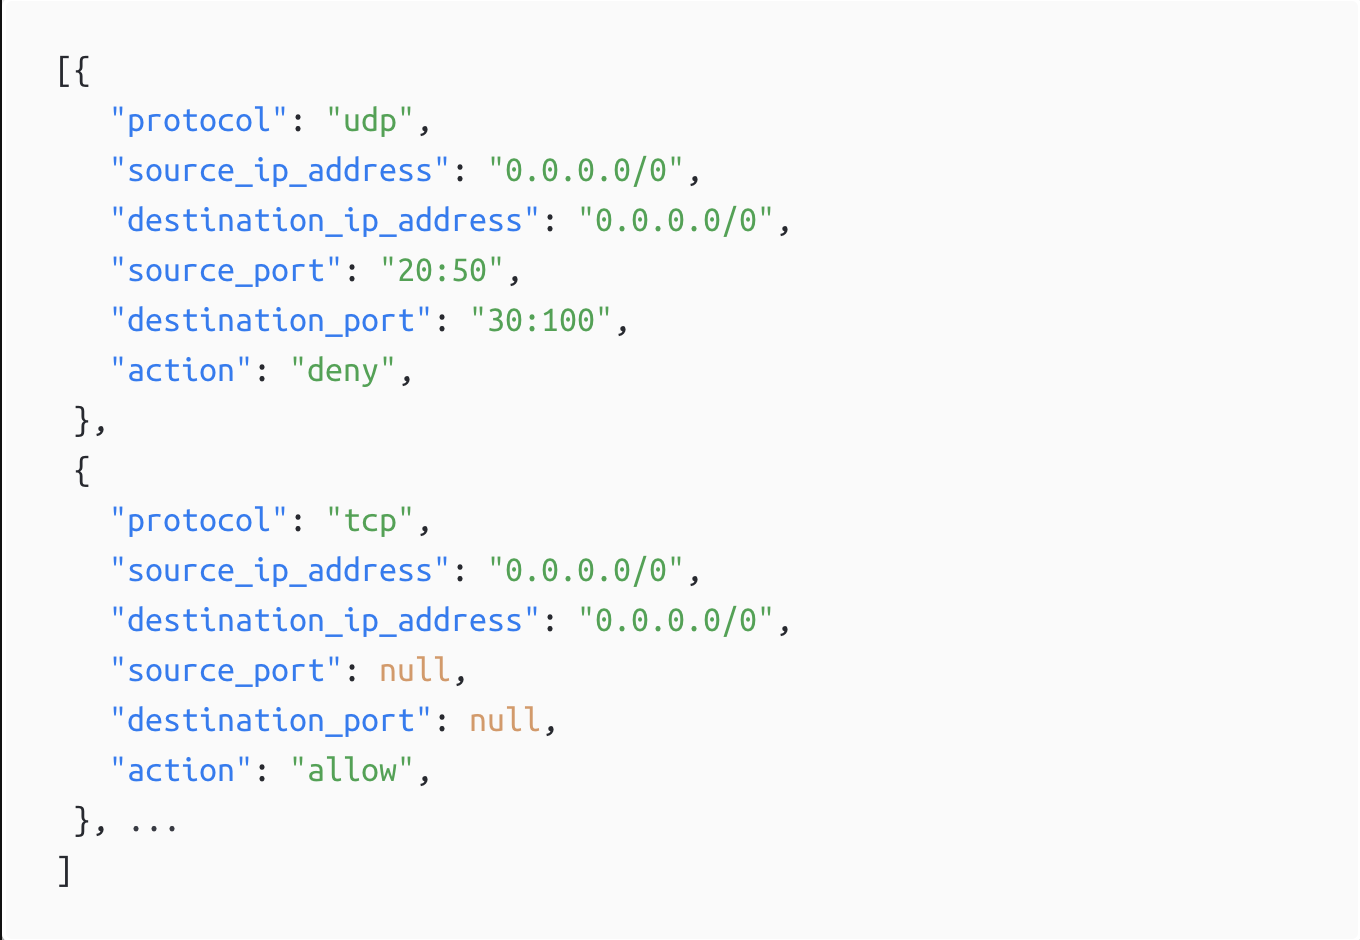 [{
   "protocol": "udp",
   "source_ip_address": "0.0.0.0/0",
   "destination_ip_address": "0.0.0.0/0",
   "source_port": "20:50",
   "destination_port": "30:100",
   "action": "deny",
 },
 {
   "protocol": "tcp",
   "source_ip_address": "0.0.0.0/0",
   "destination_ip_address": "0.0.0.0/0",
   "source_port": null,
   "destination_port": null,
   "action": "allow",
 }, ...
]